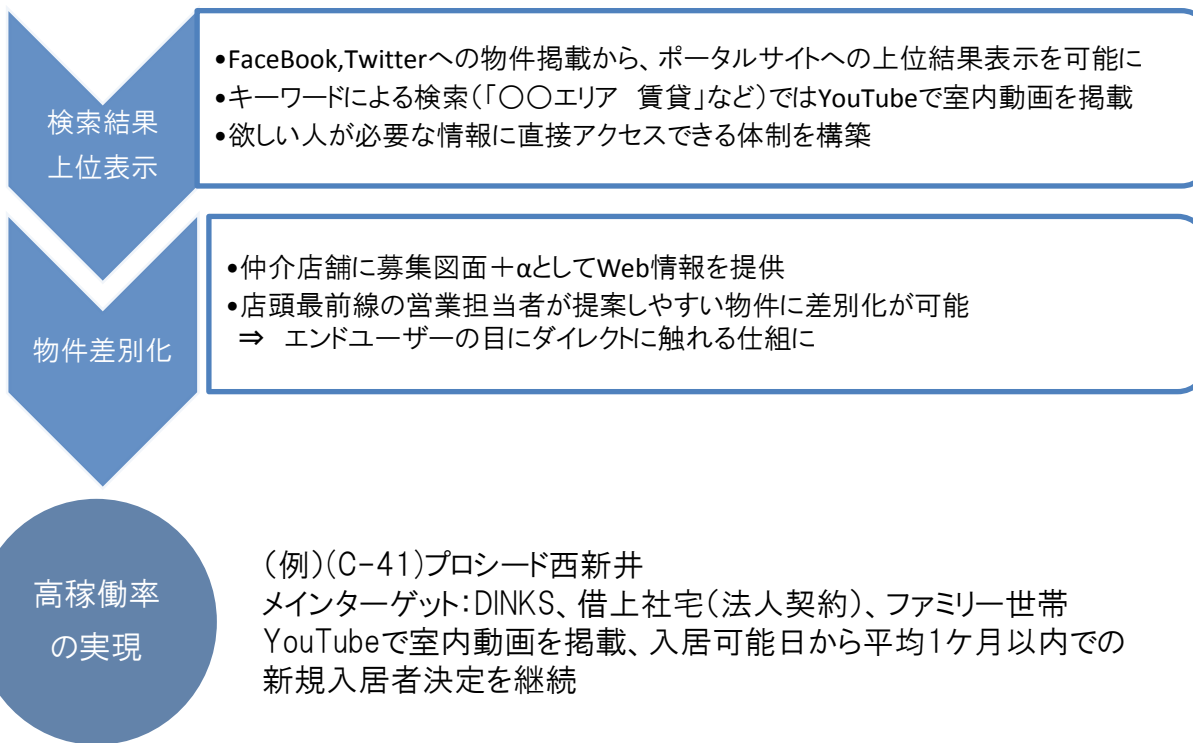 検索結果
上位表示
•FaceBook,Twitterへの物件掲載から、ポータルサイトへの上位結果表示を可能に
•キーワードによる検索(「〇〇エリア　賃貸」など)ではYouTubeで室内動画を掲載
•欲しい人が必要な情報に直接アクセスできる体制を構築
物件差別化
•仲介店舗に募集図面＋αとしてWeb情報を提供
•店頭最前線の営業担当者が提案しやすい物件に差別化が可能
⇒　エンドユーザーの目にダイレクトに触れる仕組に
高稼働率
の実現
（例）（C-41）プロシード西新井
メインターゲット：DINKS、借上社宅（法人契約）、ファミリー世帯
YouTubeで室内動画を掲載、入居可能日から平均1ケ月以内での
新規入居者決定を継続